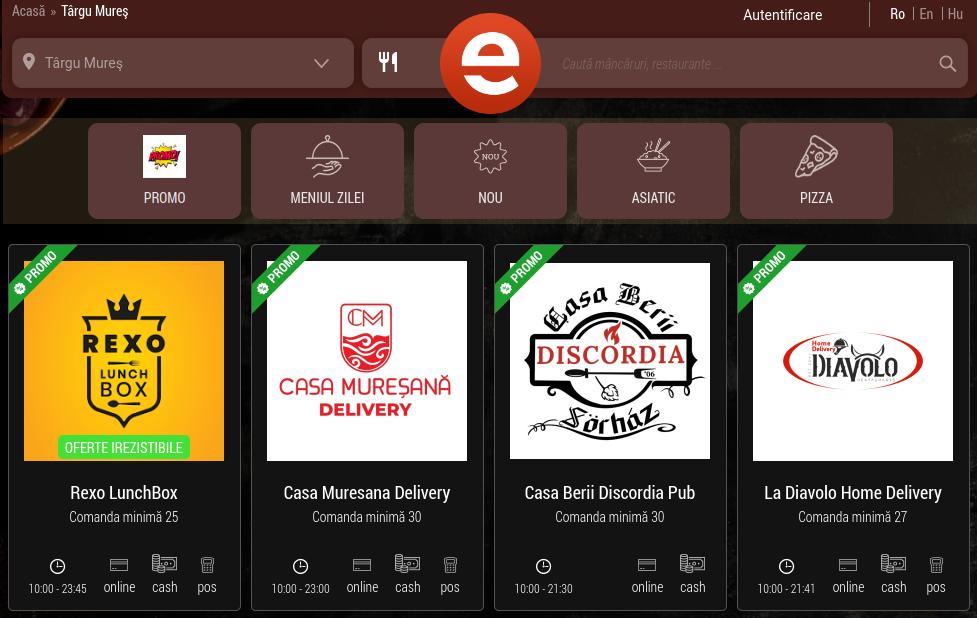 Acasă » Târgu Mureş
Autentificare
Ro | En | Hu
Târgu Mureş
e
Caută mâncăruri, restaurante ...
PROMO!
NOU
PROMO
MENIUL ZILEI
NOU
ASIATIC
PIZZA
PROMO
REXO
LUNCH
BOX
OFERTE IREZISTIBILE
Rexo LunchBox
Comanda minimă 25
10:00 - 23:45
online
cash
pos
PROMO
CM
CASA MUREȘANĂ
DELIVERY
Casa Muresana Delivery
Comanda minimă 30
10:00 - 23:00
online
cash
pos
PROMO
Casa Berii
DISCORDIA
'06
Sörház
Casa Berii Discordia Pub
Comanda minimă 30
10:00 - 21:30
online
cash
PROMO
Home
Delivery
DIAVOLO
RESTAURANTE
La Diavolo Home Delivery
Comanda minimă 27
10:00 - 21:41
online
cash
pos